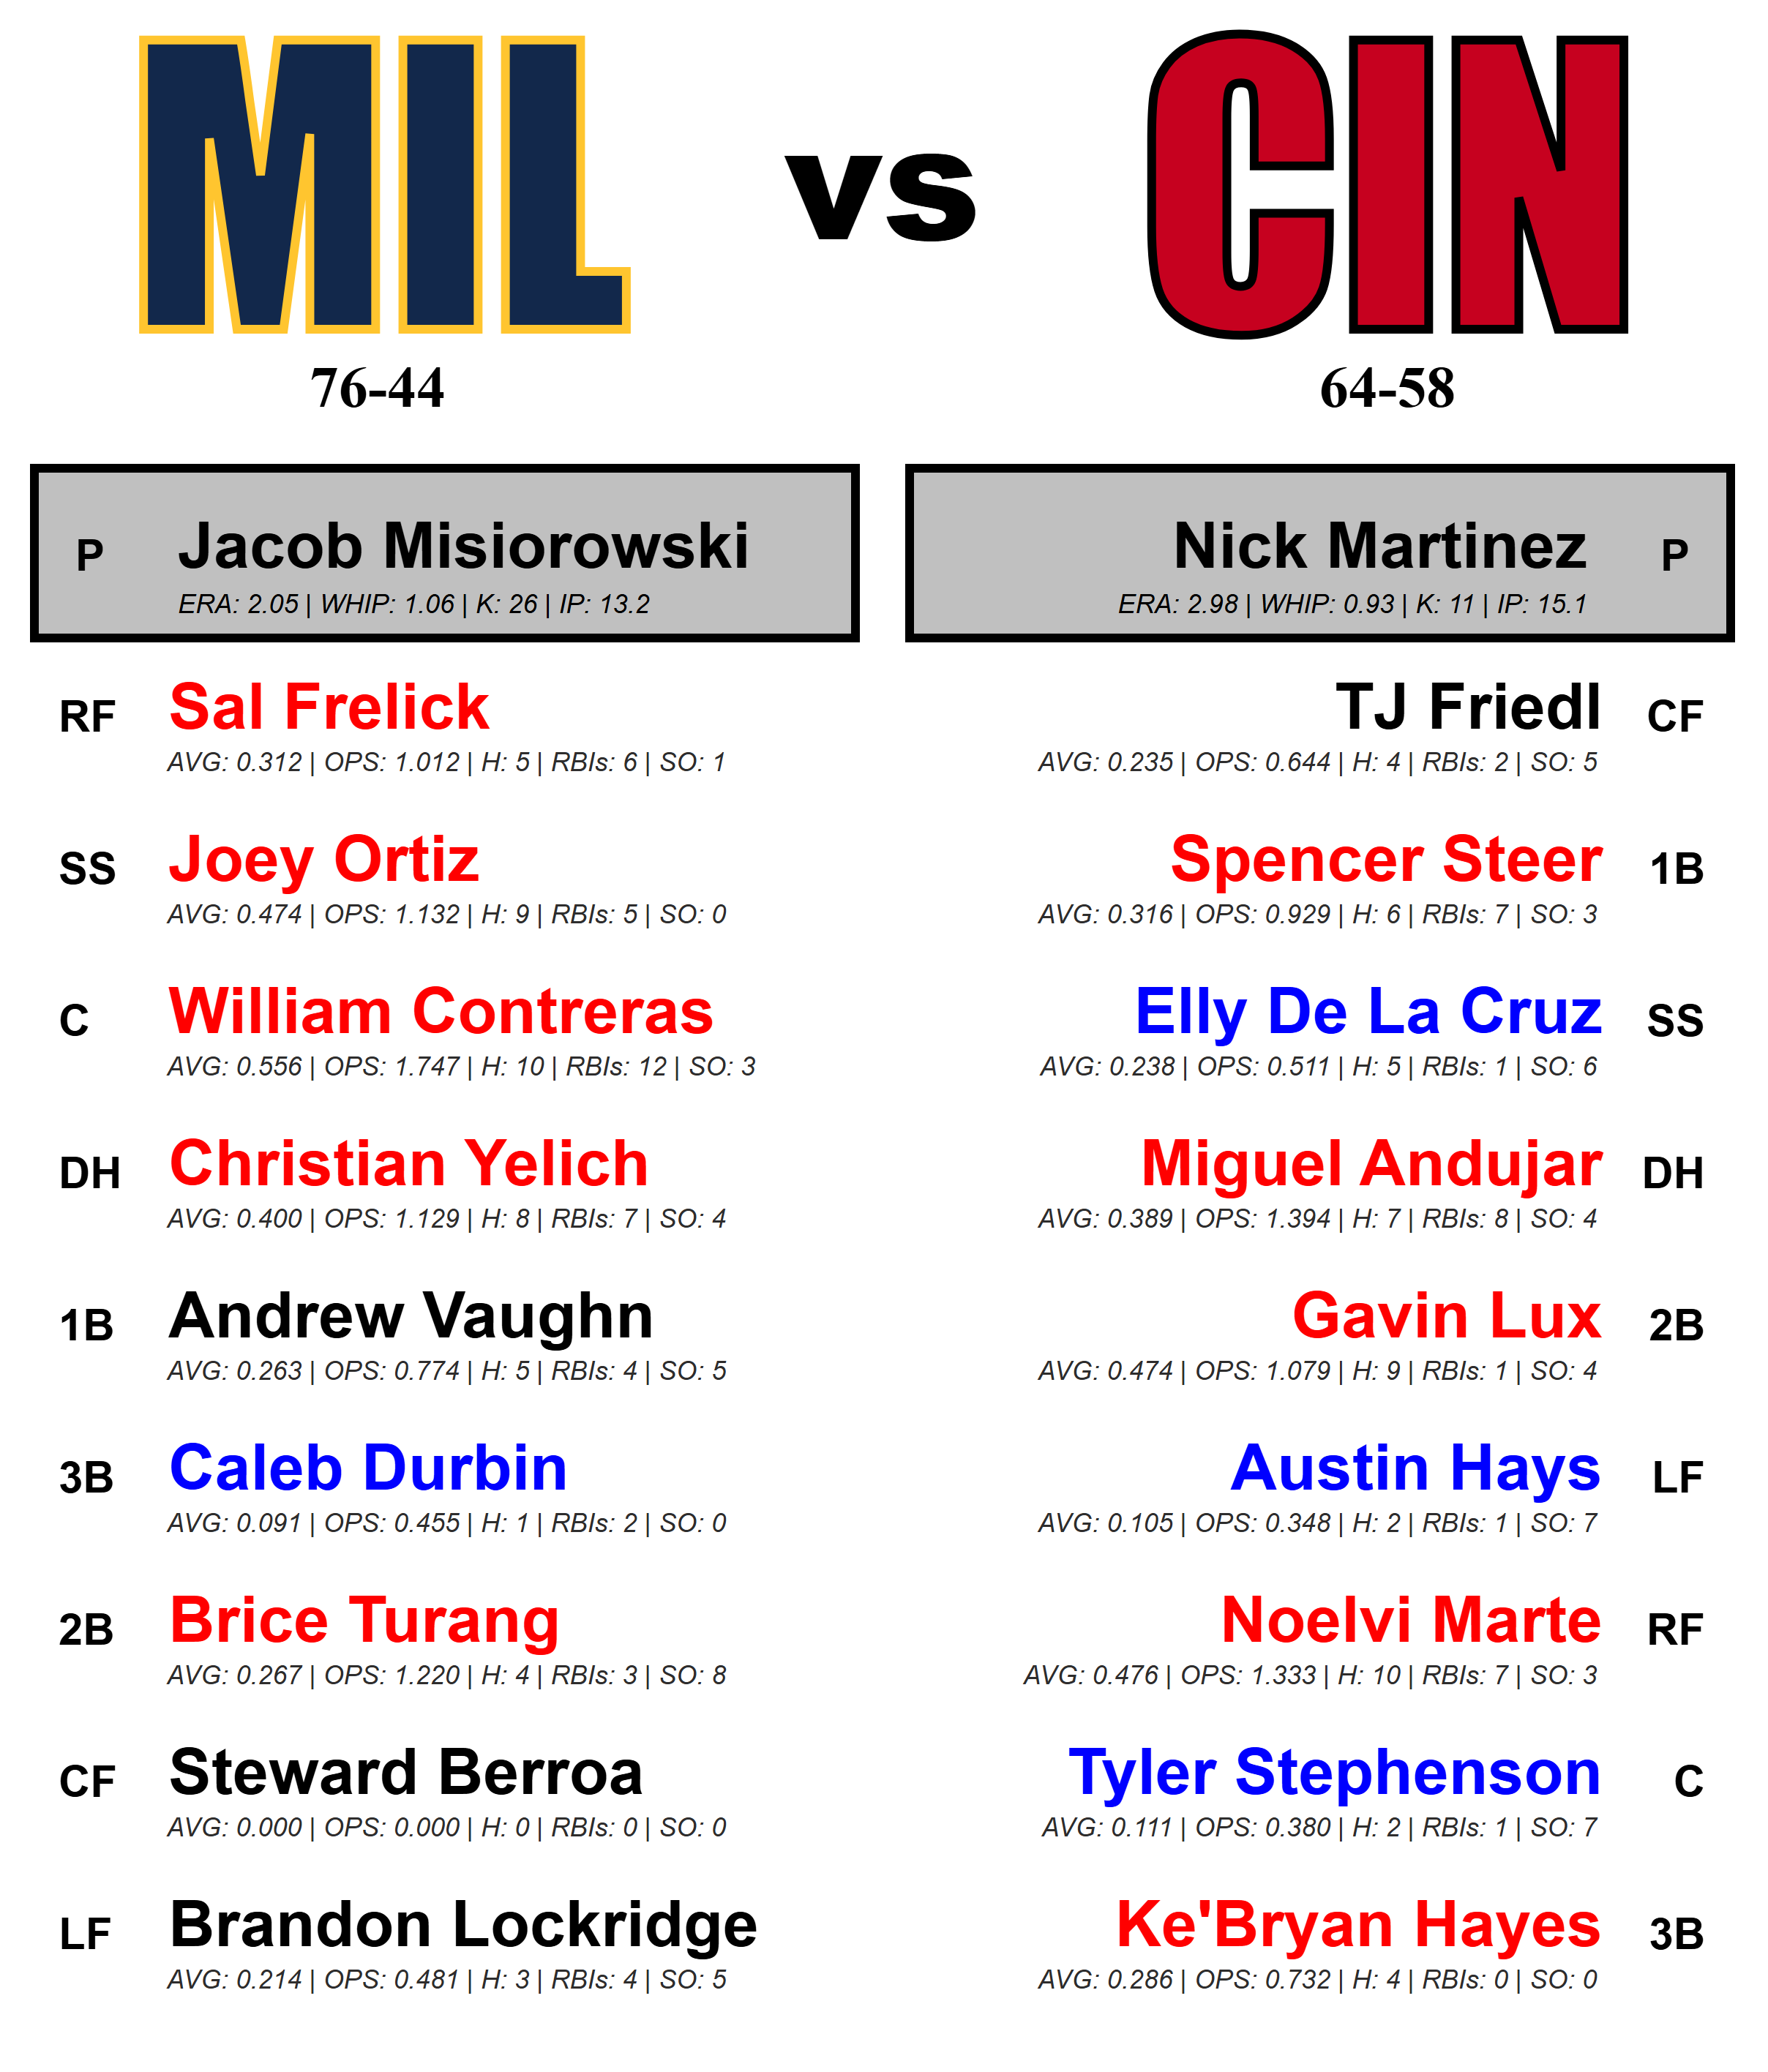 MIL vs CIN
76-44 64-58
P Jacob Misiorowski Nick Martinez P
ERA: 2.05 | WHIP: 1.06 | K: 26 | IP: 13.2 ERA: 2.98 | WHIP: 0.93 | K: 11 | IP: 15.1
RF Sal Frelick TJ Friedl CF
AVG: 0.312 | OPS: 1.012 | H: 5 | RBIs: 6 | SO: 1 AVG: 0.235 | OPS: 0.644 | H: 4 | RBIs: 2 | SO: 5
SS Joey Ortiz Spencer Steer 1B
AVG: 0.474 | OPS: 1.132 | H: 9 | RBIs: 5 | SO: 0 AVG: 0.316 | OPS: 0.929 | H: 6 | RBIs: 7 | SO: 3
C William Contreras Elly De La Cruz SS
AVG: 0.556 | OPS: 1.747 | H: 10 | RBIs: 12 | SO: 3 AVG: 0.238 | OPS: 0.511 | H: 5 | RBIs: 1 | SO: 6
DH Christian Yelich Miguel Andujar DH
AVG: 0.400 | OPS: 1.129 | H: 8 | RBIs: 7 | SO: 4 AVG: 0.389 | OPS: 1.394 | H: 7 | RBIs: 8 | SO: 4
1B Andrew Vaughn Gavin Lux 2B
AVG: 0.263 | OPS: 0.774 | H: 5 | RBIs: 4 | SO: 5 AVG: 0.474 | OPS: 1.079 | H: 9 | RBIs: 1 | SO: 4
3B Caleb Durbin Austin Hays LF
AVG: 0.091 | OPS: 0.455 | H: 1 | RBIs: 2 | SO: 0 AVG: 0.105 | OPS: 0.348 | H: 2 | RBIs: 1 | SO: 7
2B Brice Turang Noelvi Marte RF
AVG: 0.267 | OPS: 1.220 | H: 4 | RBIs: 3 | SO: 8 AVG: 0.476 | OPS: 1.333 | H: 10 | RBIs: 7 | SO: 3
CF Steward Berroa Tyler Stephenson C
AVG: 0.000 | OPS: 0.000 | H: 0 | RBIs: 0 | SO: 0 AVG: 0.111 | OPS: 0.380 | H: 2 | RBIs: 1 | SO: 7
LF Brandon Lockridge Ke'Bryan Hayes 3B
AVG: 0.214 | OPS: 0.481 | H: 3 | RBIs: 4 | SO: 5 AVG: 0.286 | OPS: 0.732 | H: 4 | RBIs: 0 | SO: 0